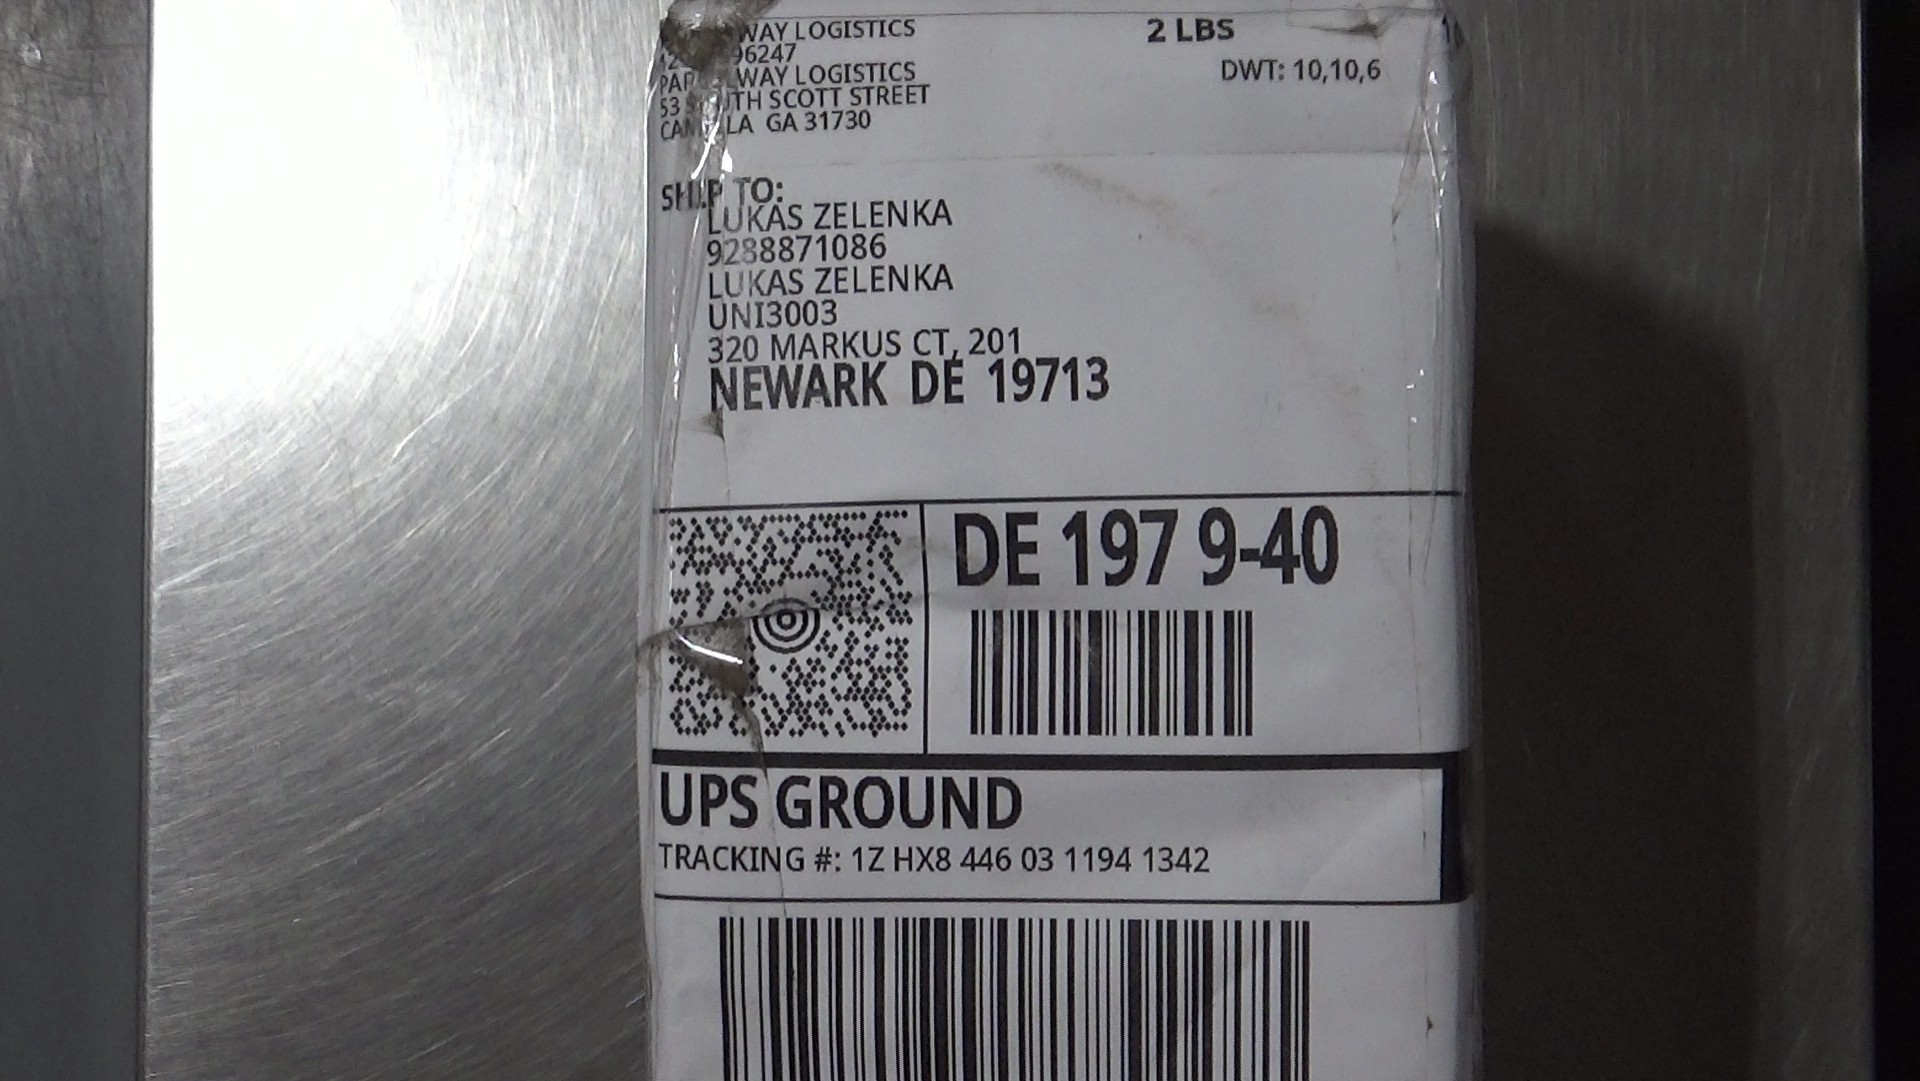 WAY LOGISTICS
2 LBS
96247
DWT: 10,10,6
WAY LOGISTICS
53 SCOTT STREET
GA 31730
SHIP TO:
LUKAS ZELENKA
9288871086
LUKAS ZELENKA
UNI3003
320 MARKUS CT, 201
NEWARK DE 19713
DE 197 9-40
UPS GROUND
TRACKING #: 1Z HX8 446 03 1194 1342